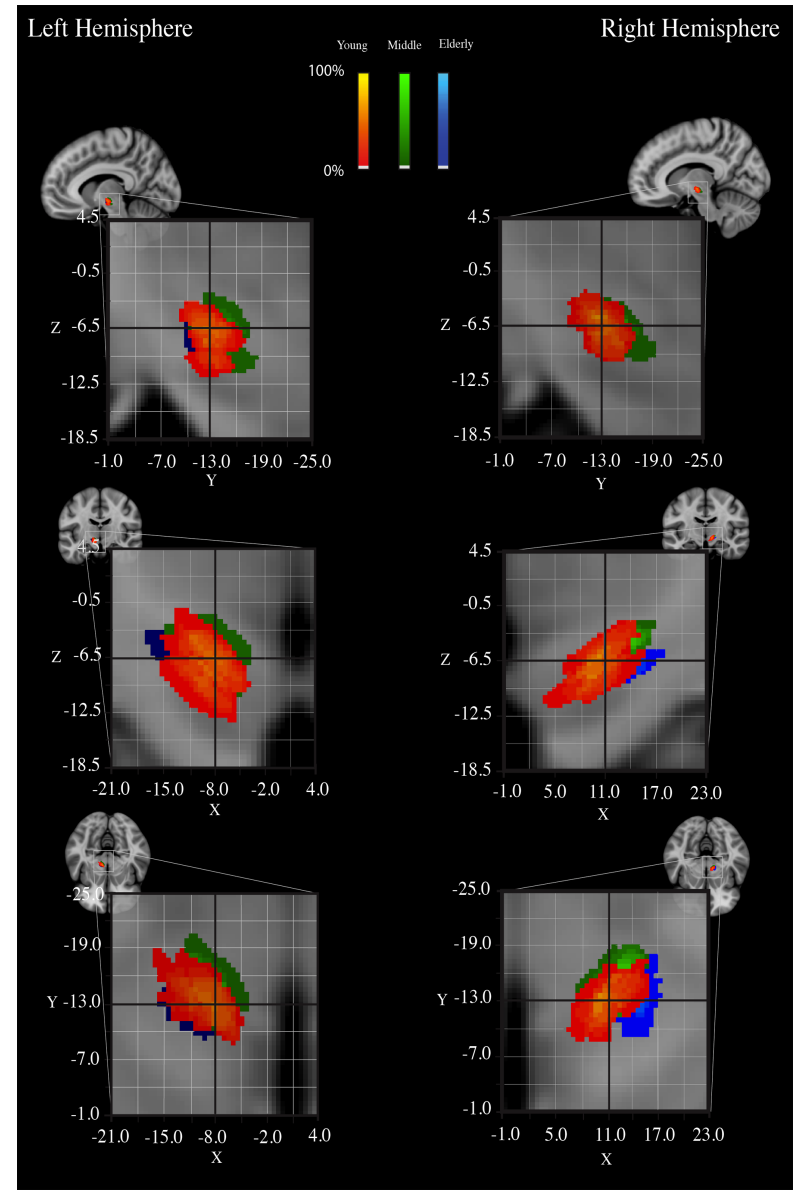 Left Hemisphere
Right Hemisphere
Young Middle Elderly
100%
0%
4.5
-0.5
Z -6.5
-12.5
-18.5
-1.0 -7.0 -13.0 -19.0 -25.0
Y
4.5
-0.5
Z -6.5
-12.5
-18.5
-1.0 -7.0 -13.0 -19.0 -25.0
Y
4.5
-0.5
Z -6.5
-12.5
-18.5
-21.0 -15.0 -8.0 -2.0 4.0
X
4.5
-0.5
Z -6.5
-12.5
-18.5
-1.0 5.0 11.0 17.0 23.0
X
-25.0
-19.0
Y -13.0
-7.0
-1.0
-21.0 -15.0 -8.0 -2.0 4.0
X
-25.0
-19.0
Y -13.0
-7.0
-1.0
-1.0 5.0 11.0 17.0 23.0
X